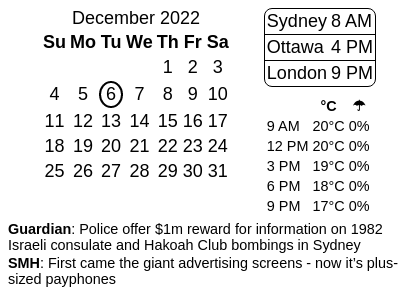 December 2022
Su Mo Tu We Th Fr Sa
1 2 3
4 5 6 7 8 9 10
11 12 13 14 15 16 17
18 19 20 21 22 23 24
25 26 27 28 29 30 31
Sydney 8 AM
Ottawa 4 PM
London 9 PM
°C ☂
9 AM 20°C 0%
12 PM 20°C 0%
3 PM 19°C 0%
6 PM 18°C 0%
9 PM 17°C 0%
Guardian: Police offer $1m reward for information on 1982
Israeli consulate and Hakoah Club bombings in Sydney
SMH: First came the giant advertising screens - now it's plus-
sized payphones